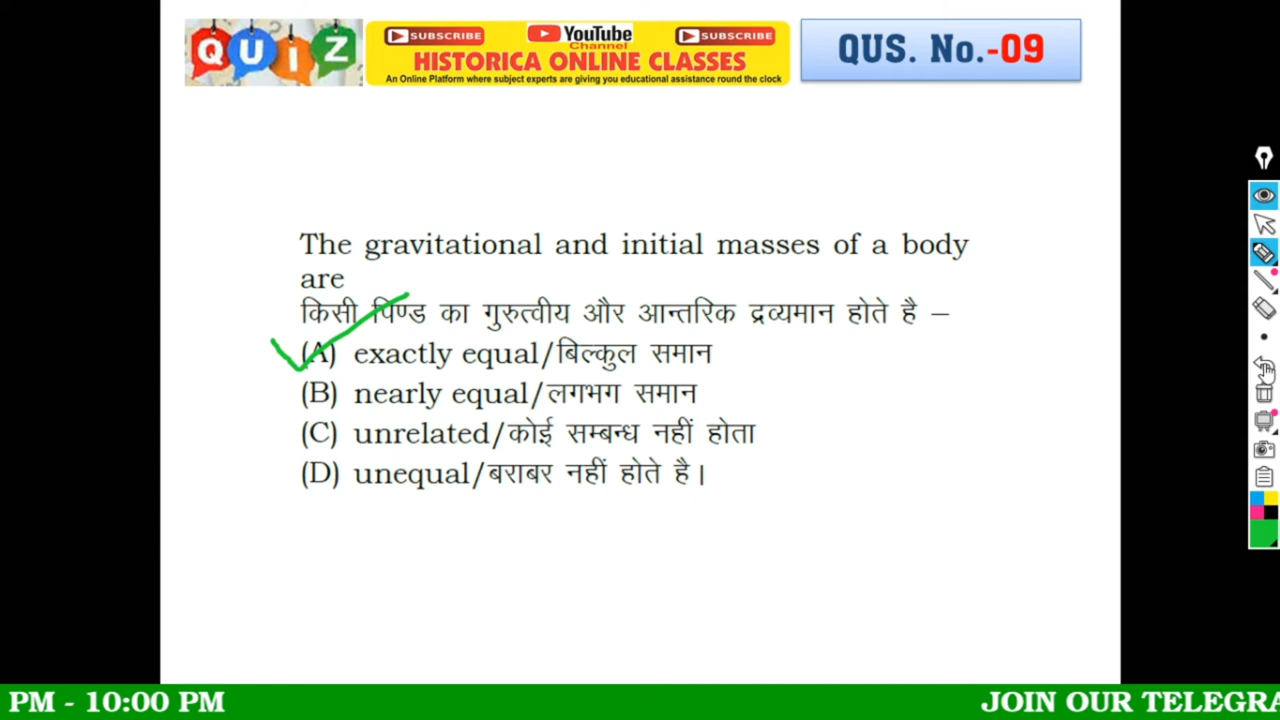 QUIZ
SUBSCRIBE
YouTube
Channel
SUBSCRIBE
HISTORICA ONLINE CLASSES
An Online Platform where subject experts are giving you educational assistance round the clock
QUS. No.-09
The gravitational and initial masses of a body
are
किसी पिण्ड का गुरुत्वीय और आन्तरिक द्रव्यमान होते है –
(A) exactly equal/बिल्कुल समान
(B) nearly equal/लगभग समान
(C) unrelated/कोई सम्बन्ध नहीं होता
(D) unequal/बराबर नहीं होते है।
PM - 10:00 PM
JOIN OUR TELEGRA